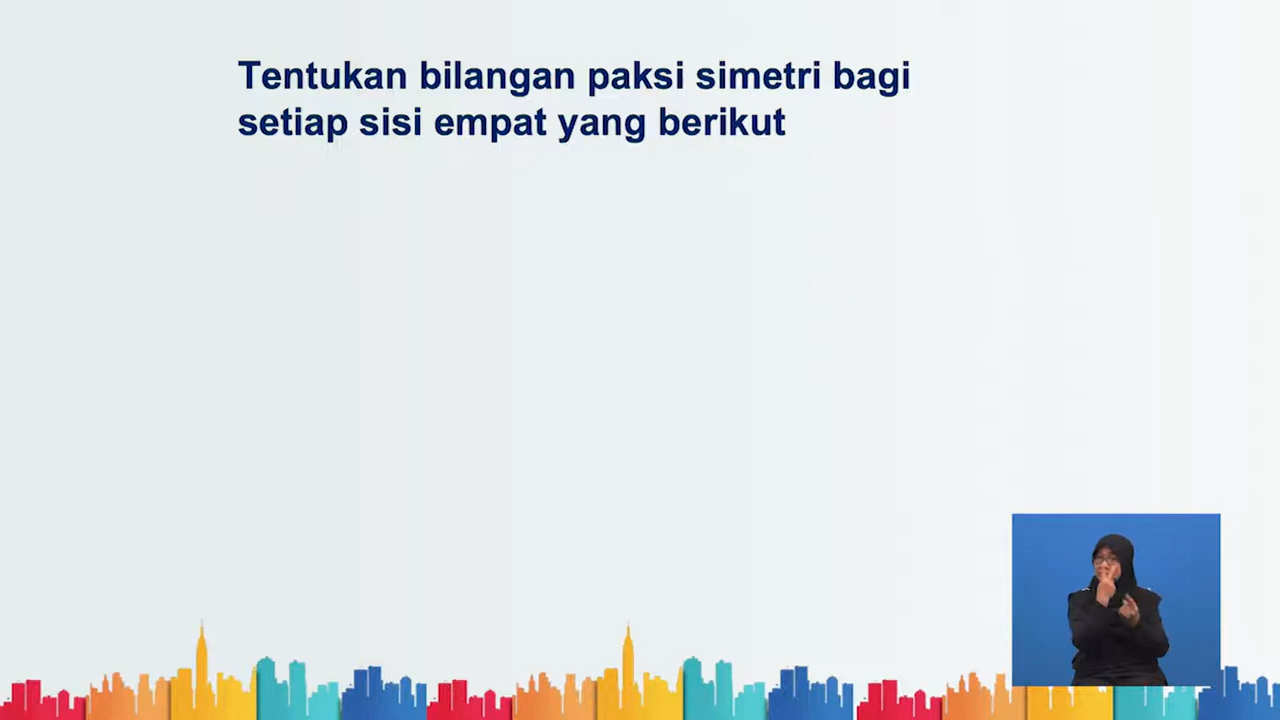 Tentukan bilangan paksi simetri bagi
setiap sisi empat yang berikut